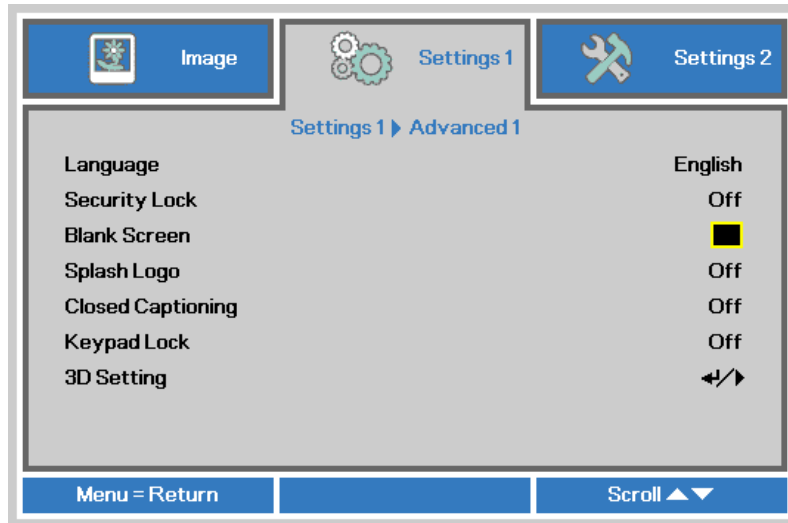 Image Settings 1 Settings 2
Settings 1 ▶ Advanced 1
Language English
Security Lock Off
Blank Screen
Splash Logo Off
Closed Captioning Off
Keypad Lock Off
3D Setting ↵/▶
Menu = Return Scroll ▲▼